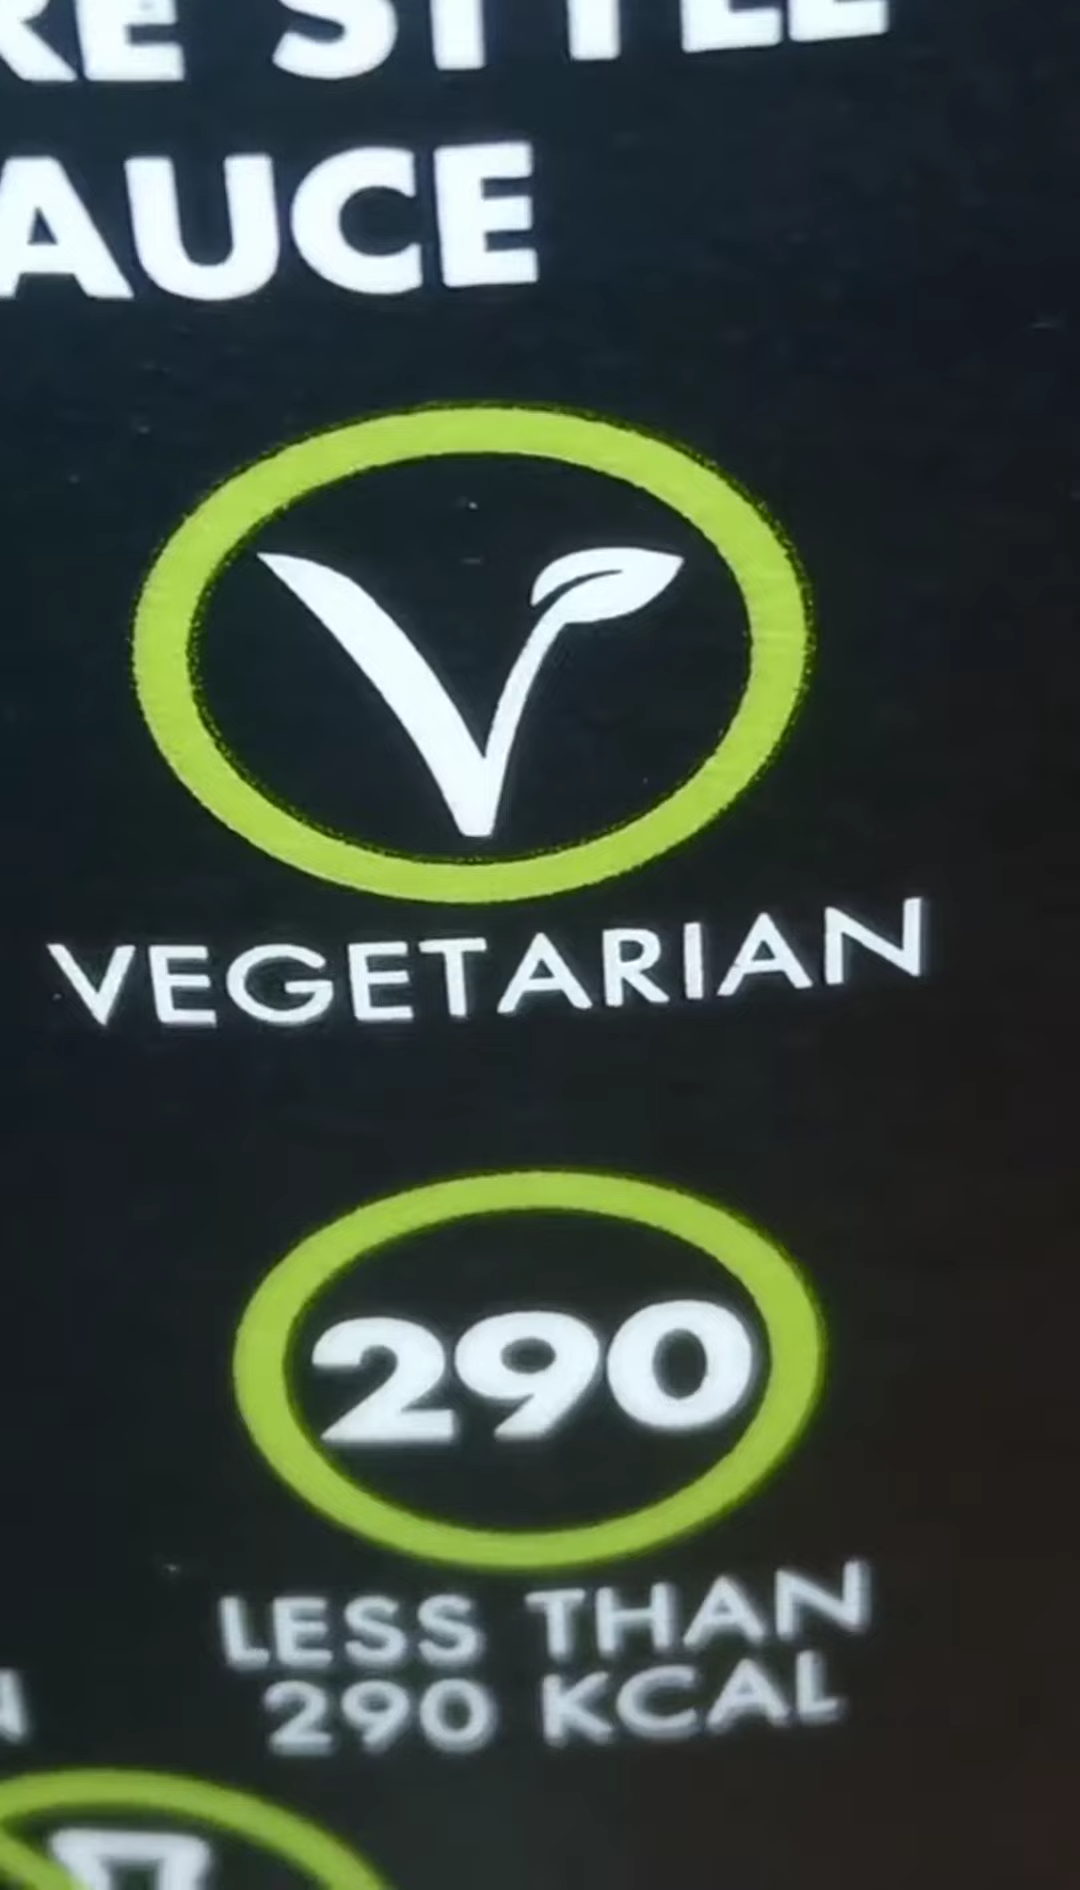 RE STYLE
AUCE
VEGETARIAN
290
LESS THAN
290 KCAL
N